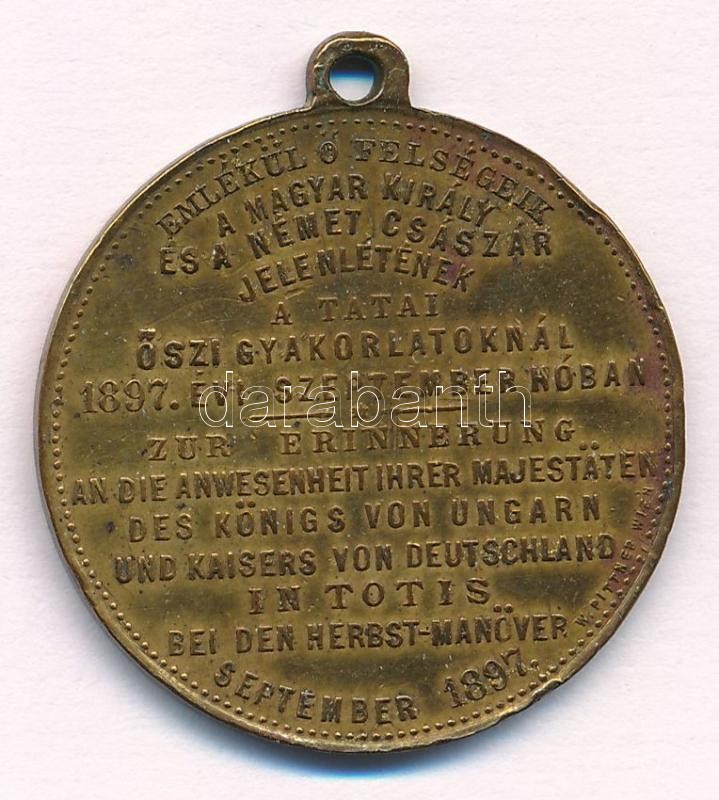 EMLÉKÜL Ő FELSÉGEIK
A MAGYAR KIRÁLY
ÉS A NÉMET CSÁSZÁR
JELENLÉTÉNEK
A TATAI
ŐSZI GYAKORLATOKNÁL
1897. ÉVI SZEPTEMBER HÓBAN
darabanth
ZUR ERINNERUNG
AN DIE ANWESENHEIT IHRER MAJESTÄTEN
DES KÖNIGS VON UNGARN
UND KAISERS VON DEUTSCHLAND
IN TOTIS
BEI DEN HERBST-MANÖVER
SEPTEMBER 1897.
W. PITTNER WIEN